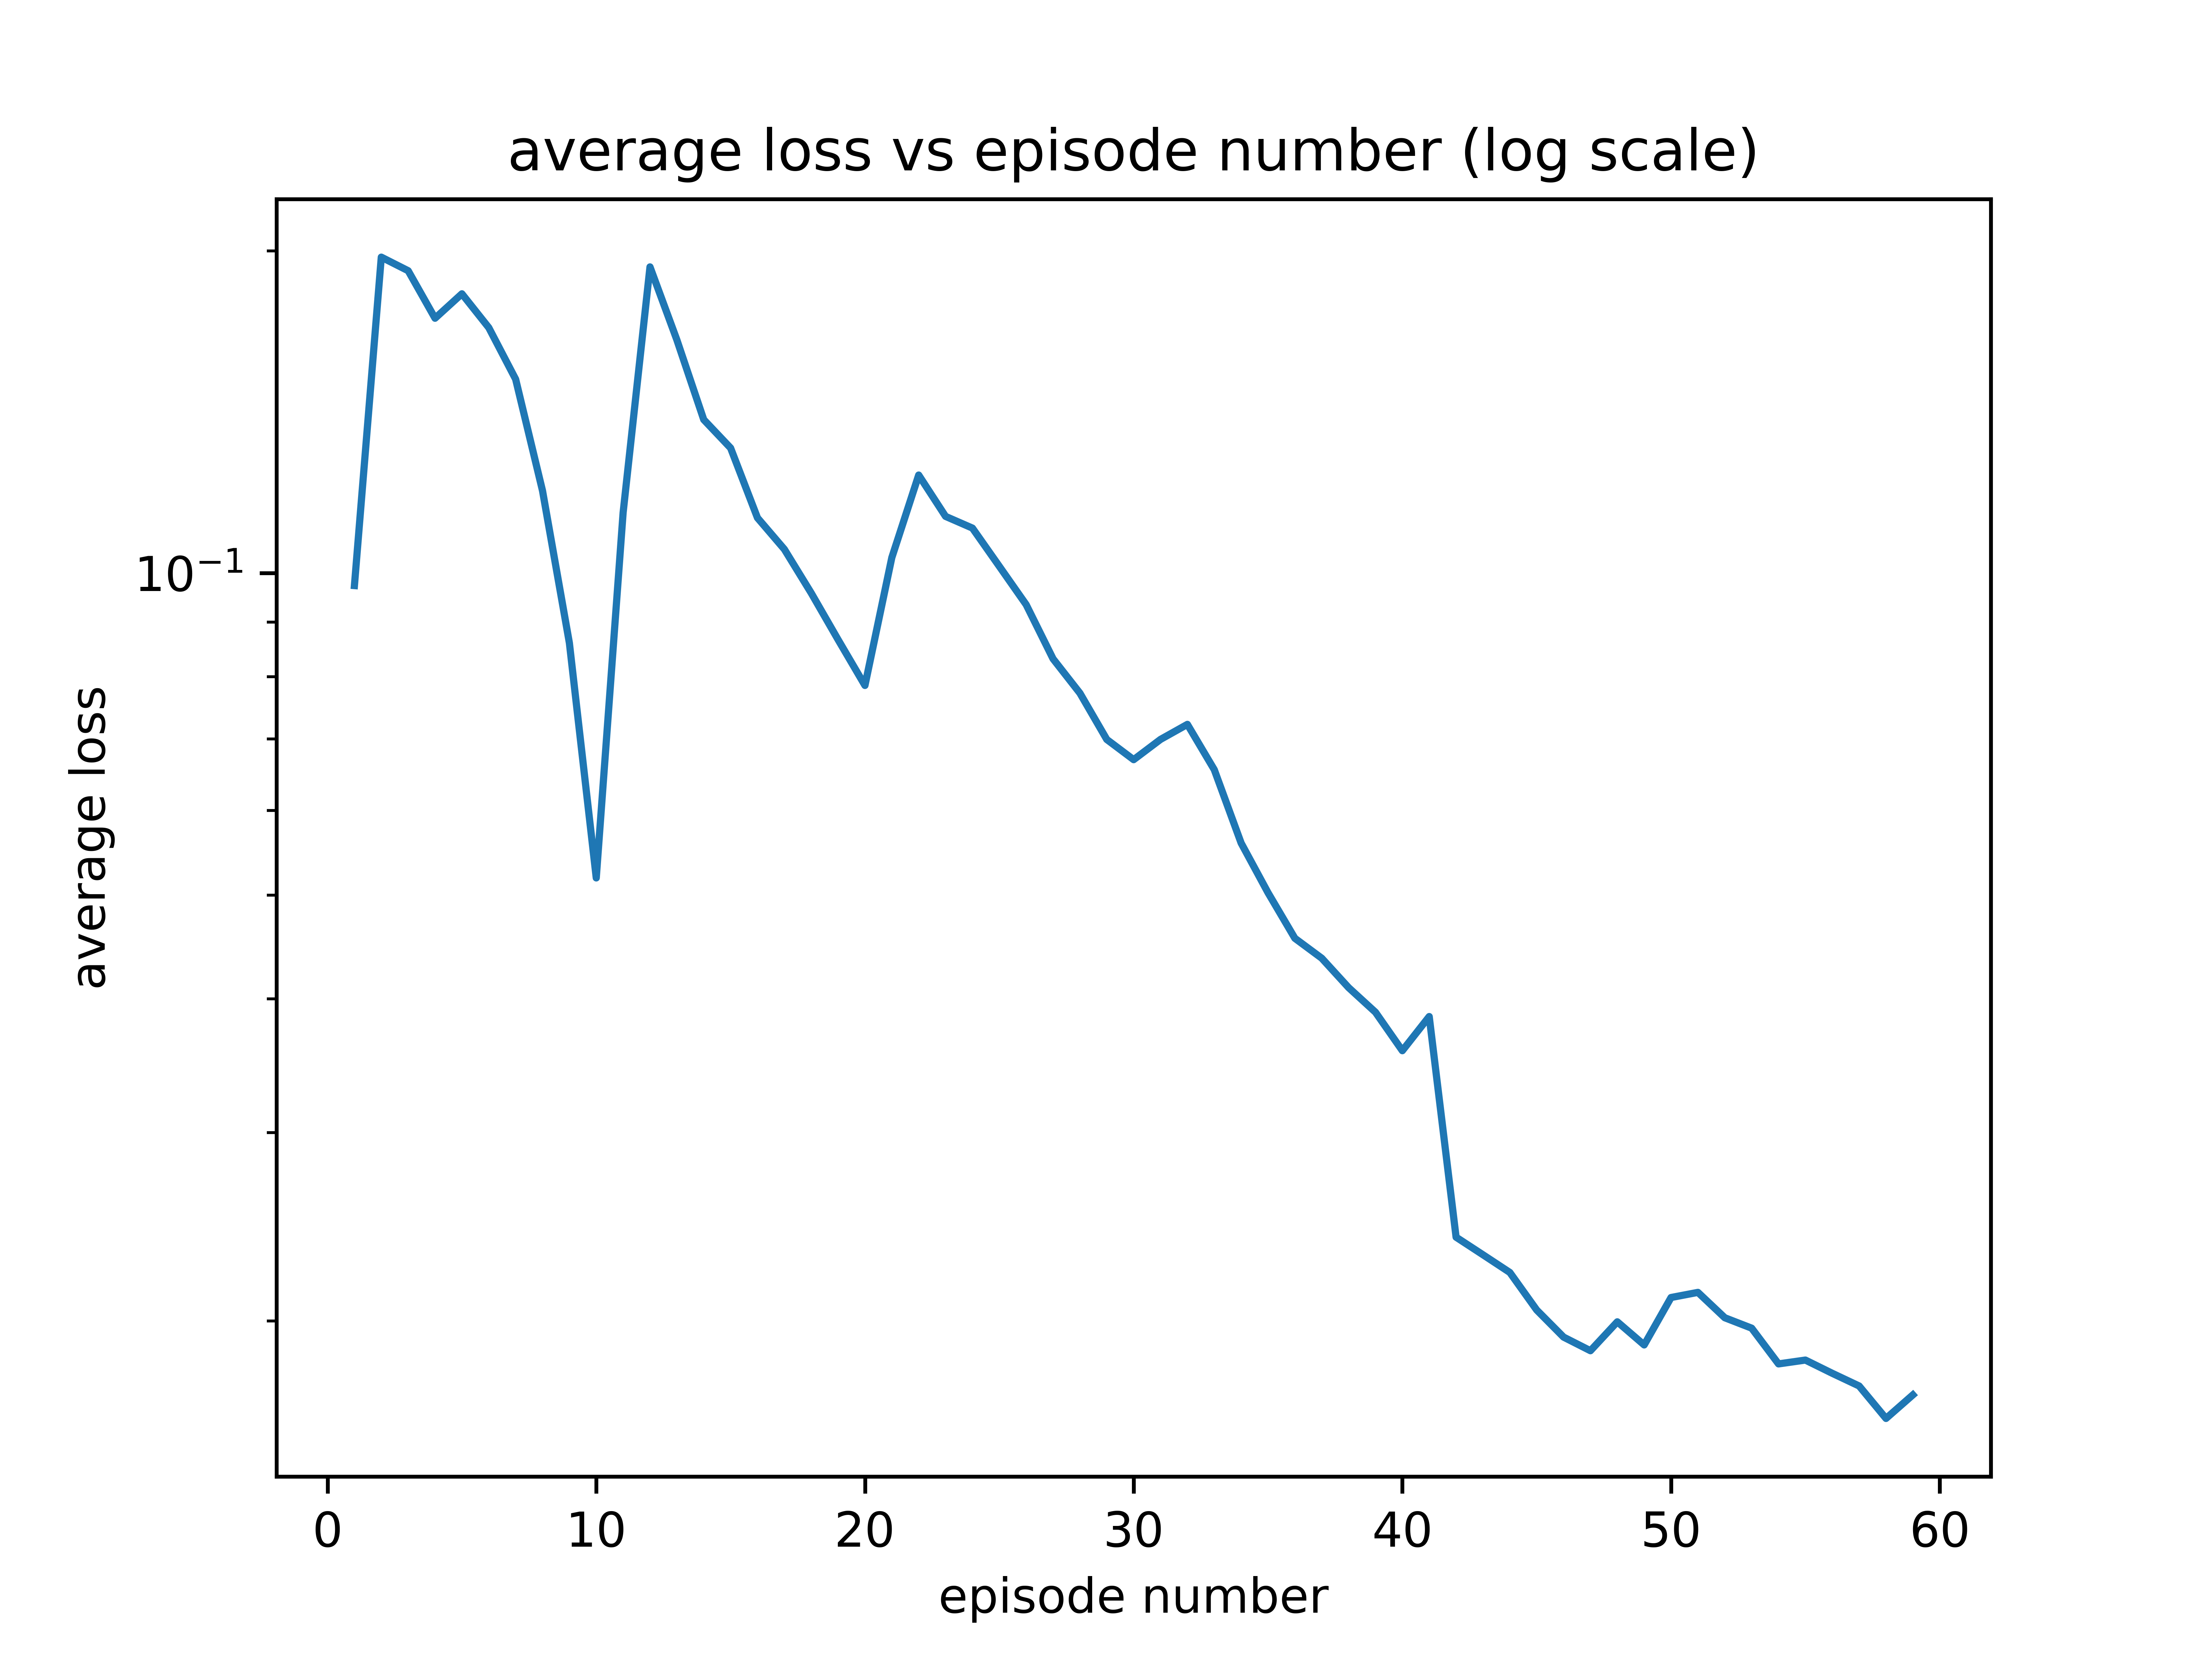 average loss vs episode number (log scale)
average loss
10⁻¹
0 10 20 30 40 50 60
episode number